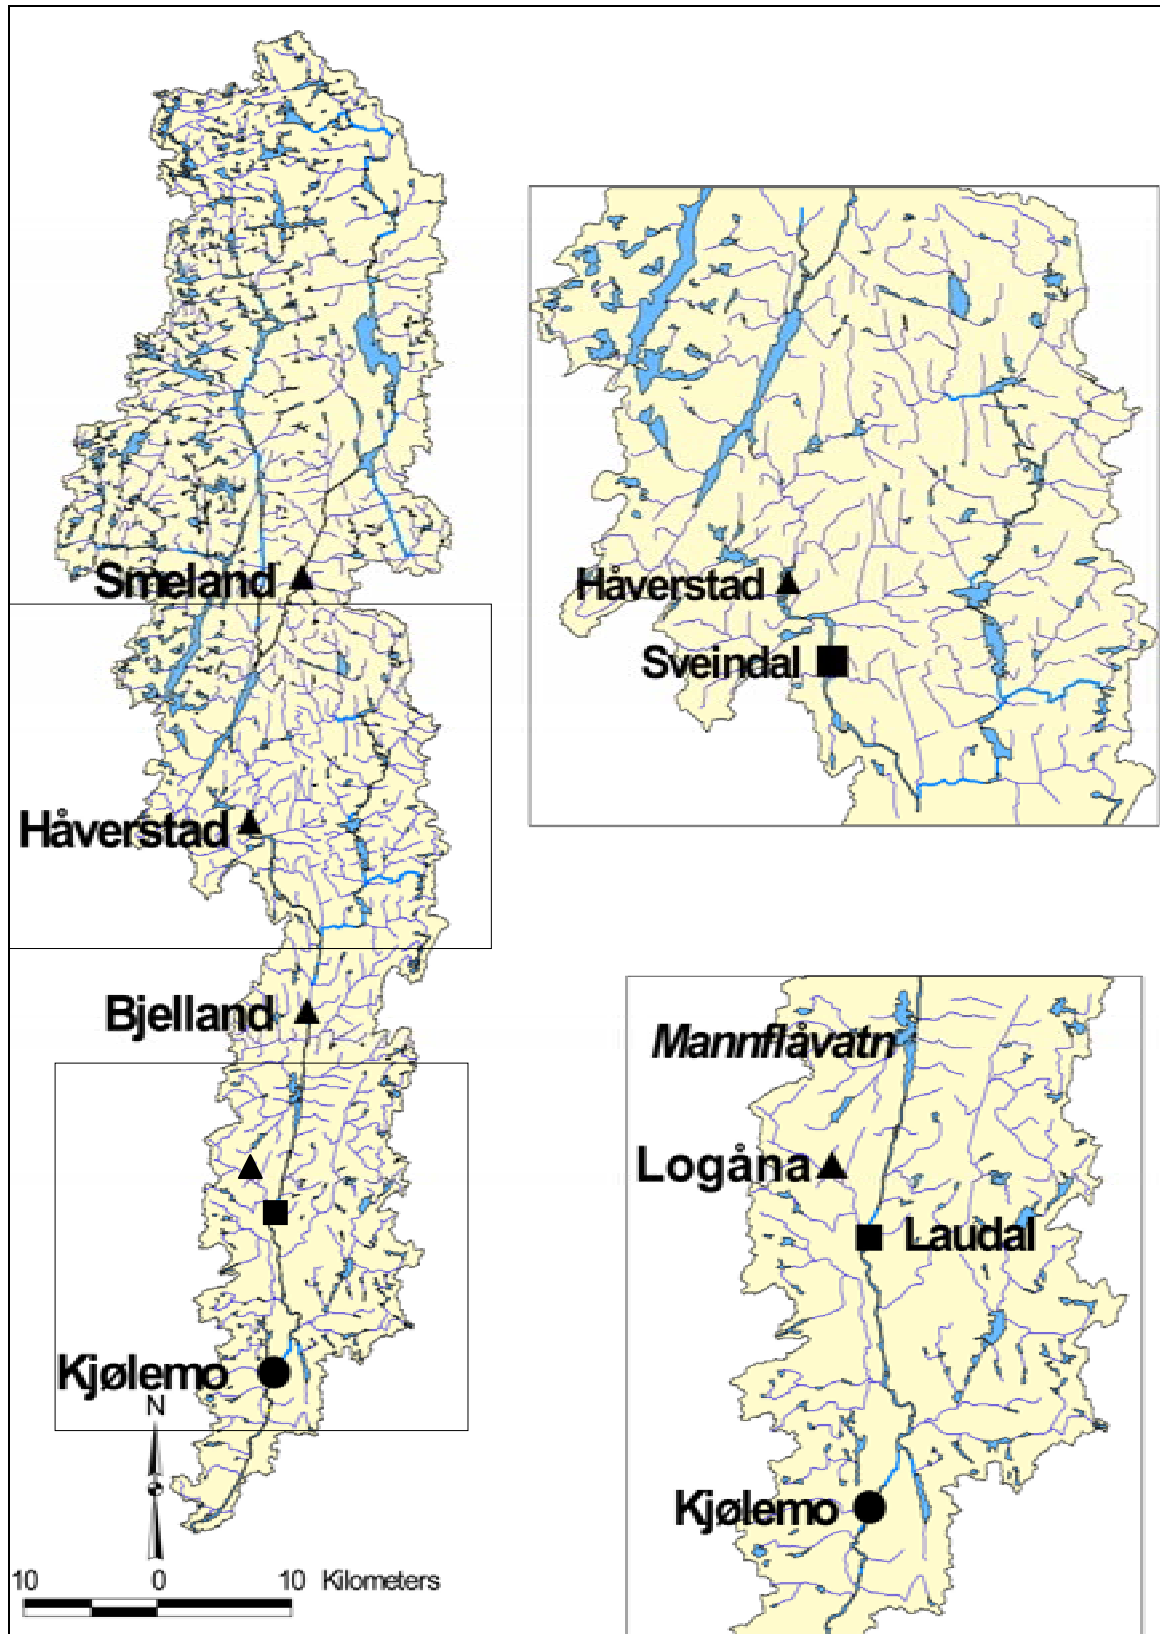 Smeland
Håverstad
Bjelland
Kjølemo
N
10 0 10 Kilometers
Håverstad
Sveindal
Mannflåvatn
Logåna
Laudal
Kjølemo